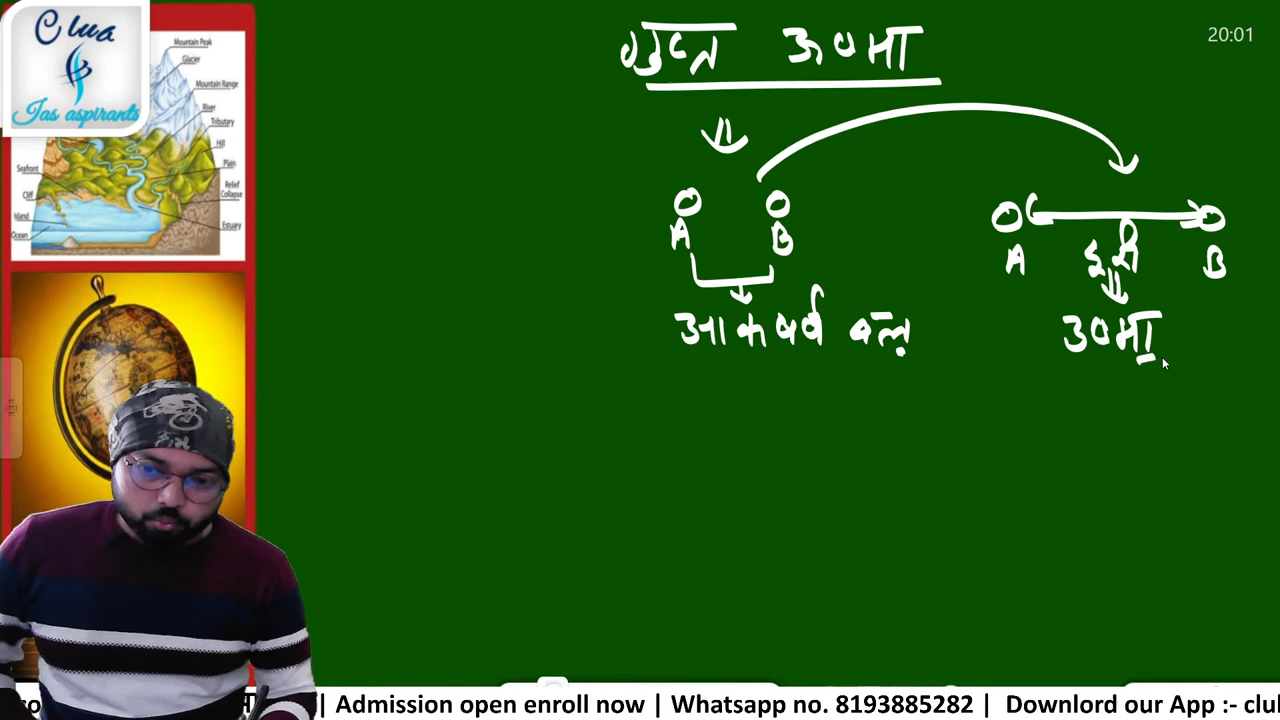 Clua
Ias aspirants
Mountain Peak
Glacier
Mountain Range
River
Tributary
Hill
Plain
Relief
Collapse
Estuary
Seafront
Cliff
Island
Ocean
20:01
ऊष्मा
A B
A दूरी B
आकर्षण बल
ऊष्मा
| Admission open enroll now | Whatsapp no. 8193885282 | Downlord our App :- clu